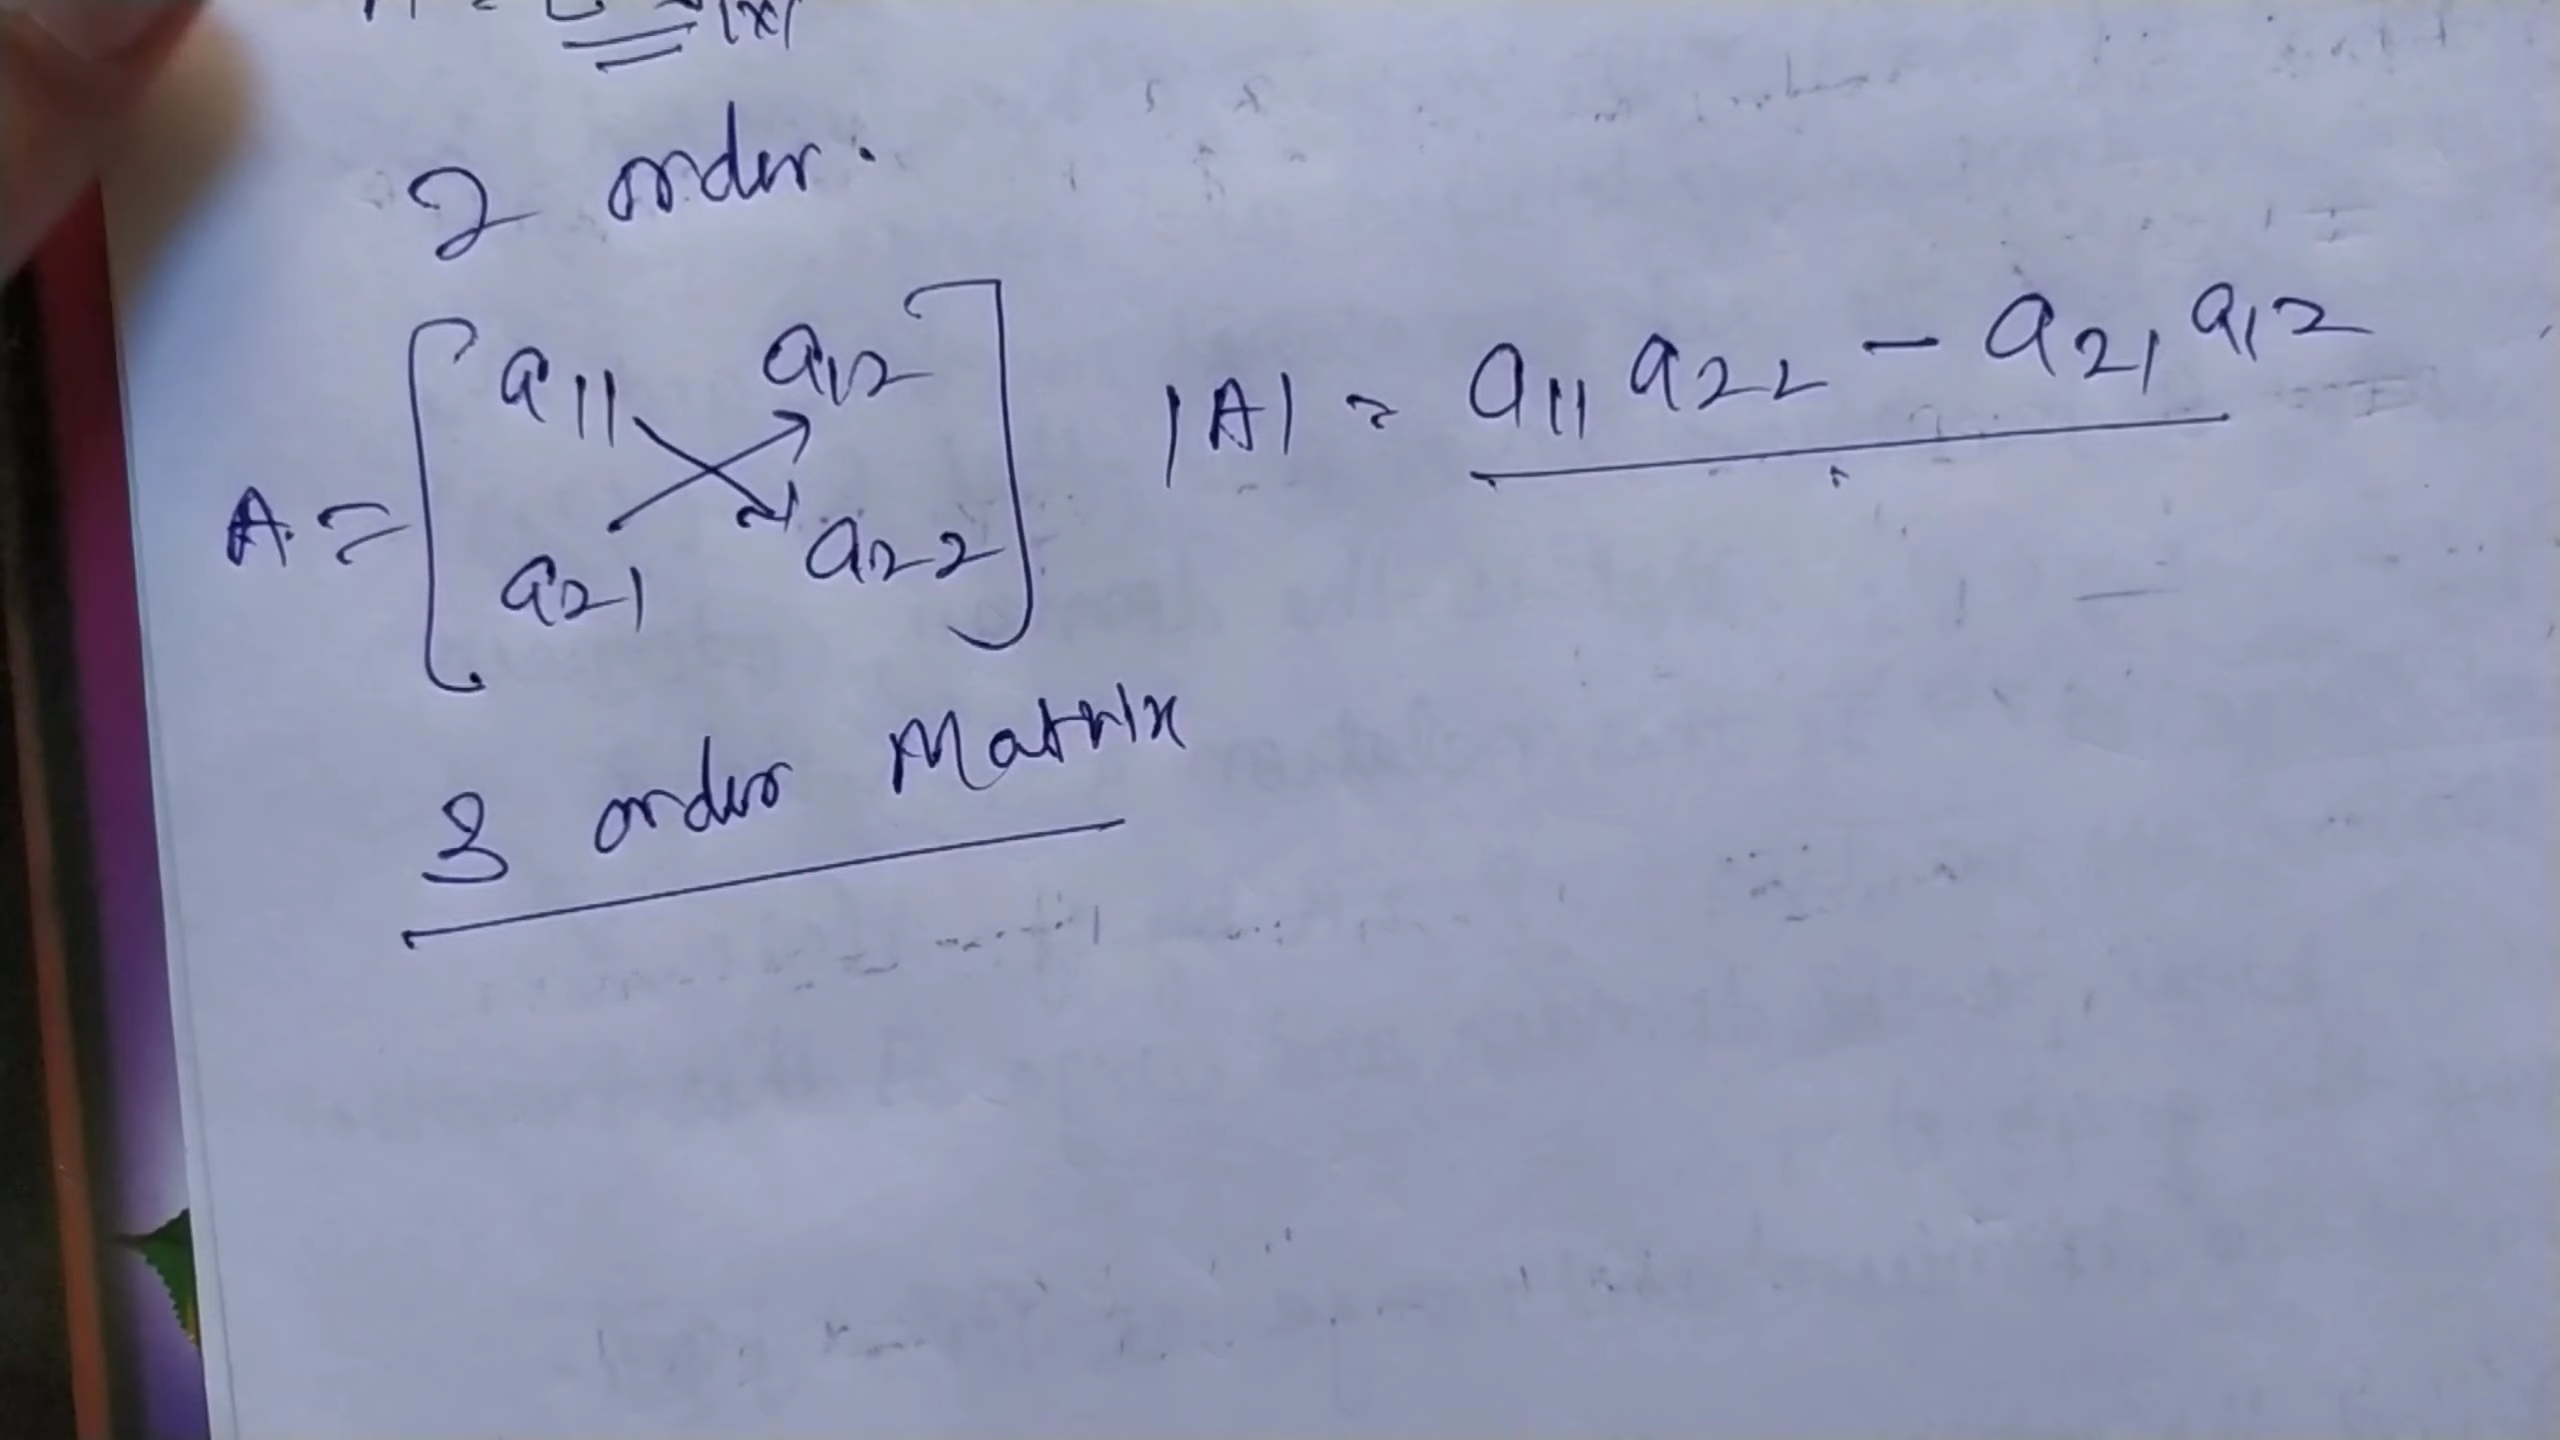 2 order.
A = [a11 a12
a21 a22] |A| = a11 a22 - a21 a12
3 order Matrix